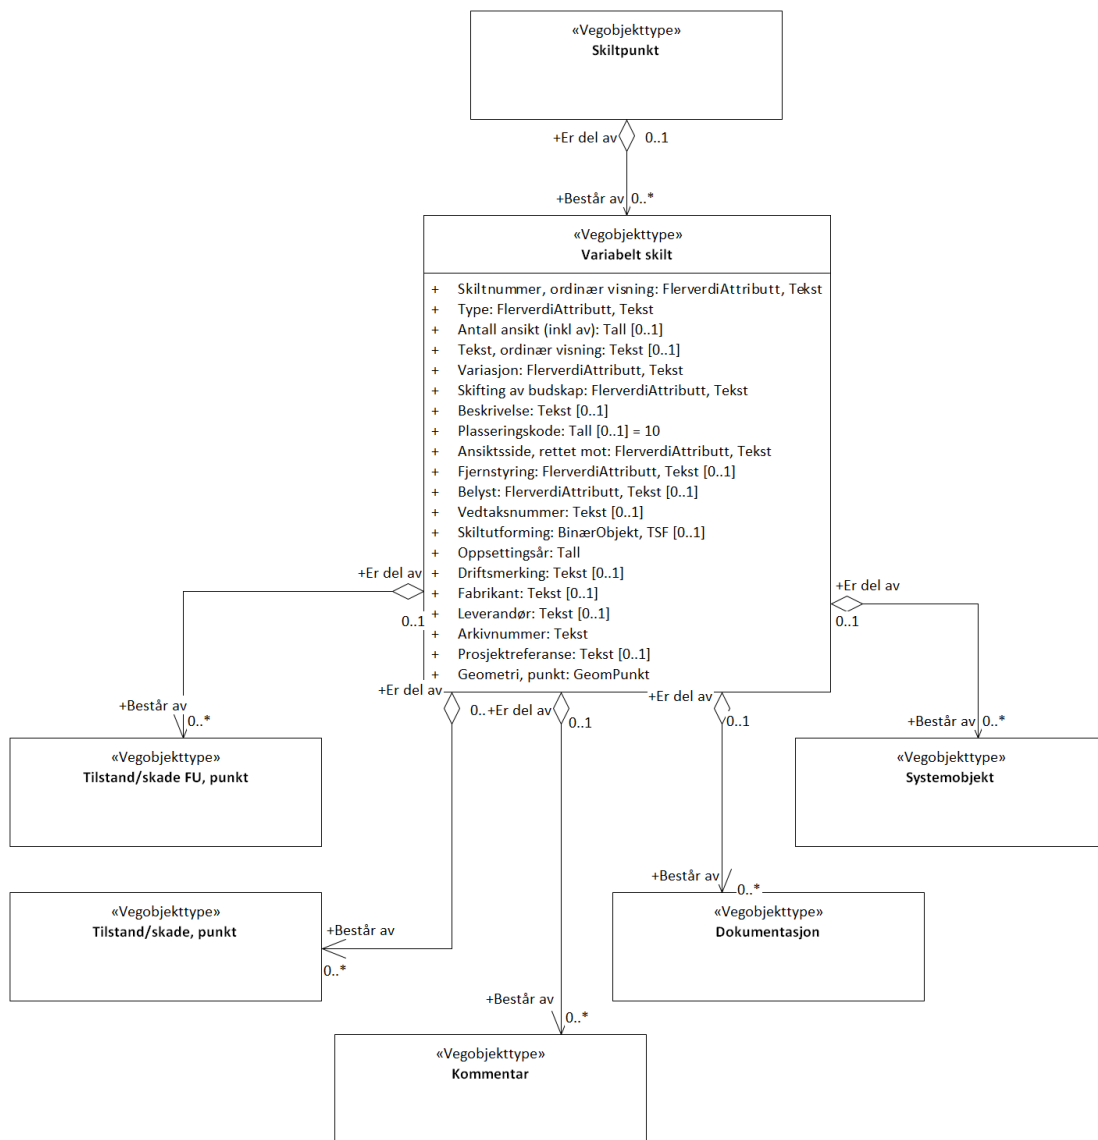 «Vegobjekttype»
Skiltpunkt
+Er del av 0..1
+Består av 0..*
«Vegobjekttype»
Variabelt skilt
+ Skiltnummer, ordinær visning: FlerverdiAttributt, Tekst
+ Type: FlerverdiAttributt, Tekst
+ Antall ansikt (inkl av): Tall [0..1]
+ Tekst, ordinær visning: Tekst [0..1]
+ Variasjon: FlerverdiAttributt, Tekst
+ Skifting av budskap: FlerverdiAttributt, Tekst
+ Beskrivelse: Tekst [0..1]
+ Plasseringskode: Tall [0..1] = 10
+ Ansiktsside, rettet mot: FlerverdiAttributt, Tekst
+ Fjernstyring: FlerverdiAttributt, Tekst [0..1]
+ Belyst: FlerverdiAttributt, Tekst [0..1]
+ Vedtaksnummer: Tekst [0..1]
+ Skiltutforming: BinærObjekt, TSF [0..1]
+ Oppsettingsår: Tall
+ Driftsmerking: Tekst [0..1]
+ Fabrikant: Tekst [0..1]
+ Leverandør: Tekst [0..1]
+ Arkivnummer: Tekst
+ Prosjektreferanse: Tekst [0..1]
+ Geometri, punkt: GeomPunkt
+Er del av
0..1
+Er del av
0..1
+Er del av
0..
+Er del av
0..1
+Er del av
0..1
+Består av
0..*
+Består av 0..*
«Vegobjekttype»
Tilstand/skade FU, punkt
«Vegobjekttype»
Systemobjekt
+Består av
0..*
«Vegobjekttype»
Tilstand/skade, punkt
+Består av
0..*
«Vegobjekttype»
Dokumentasjon
+Består av
0..*
«Vegobjekttype»
Kommentar